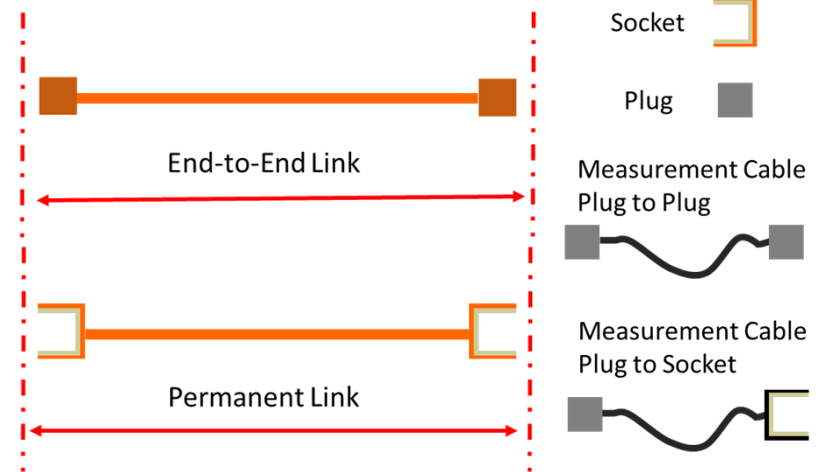 Socket
Plug
End-to-End Link
Measurement Cable
Plug to Plug
Measurement Cable
Plug to Socket
Permanent Link